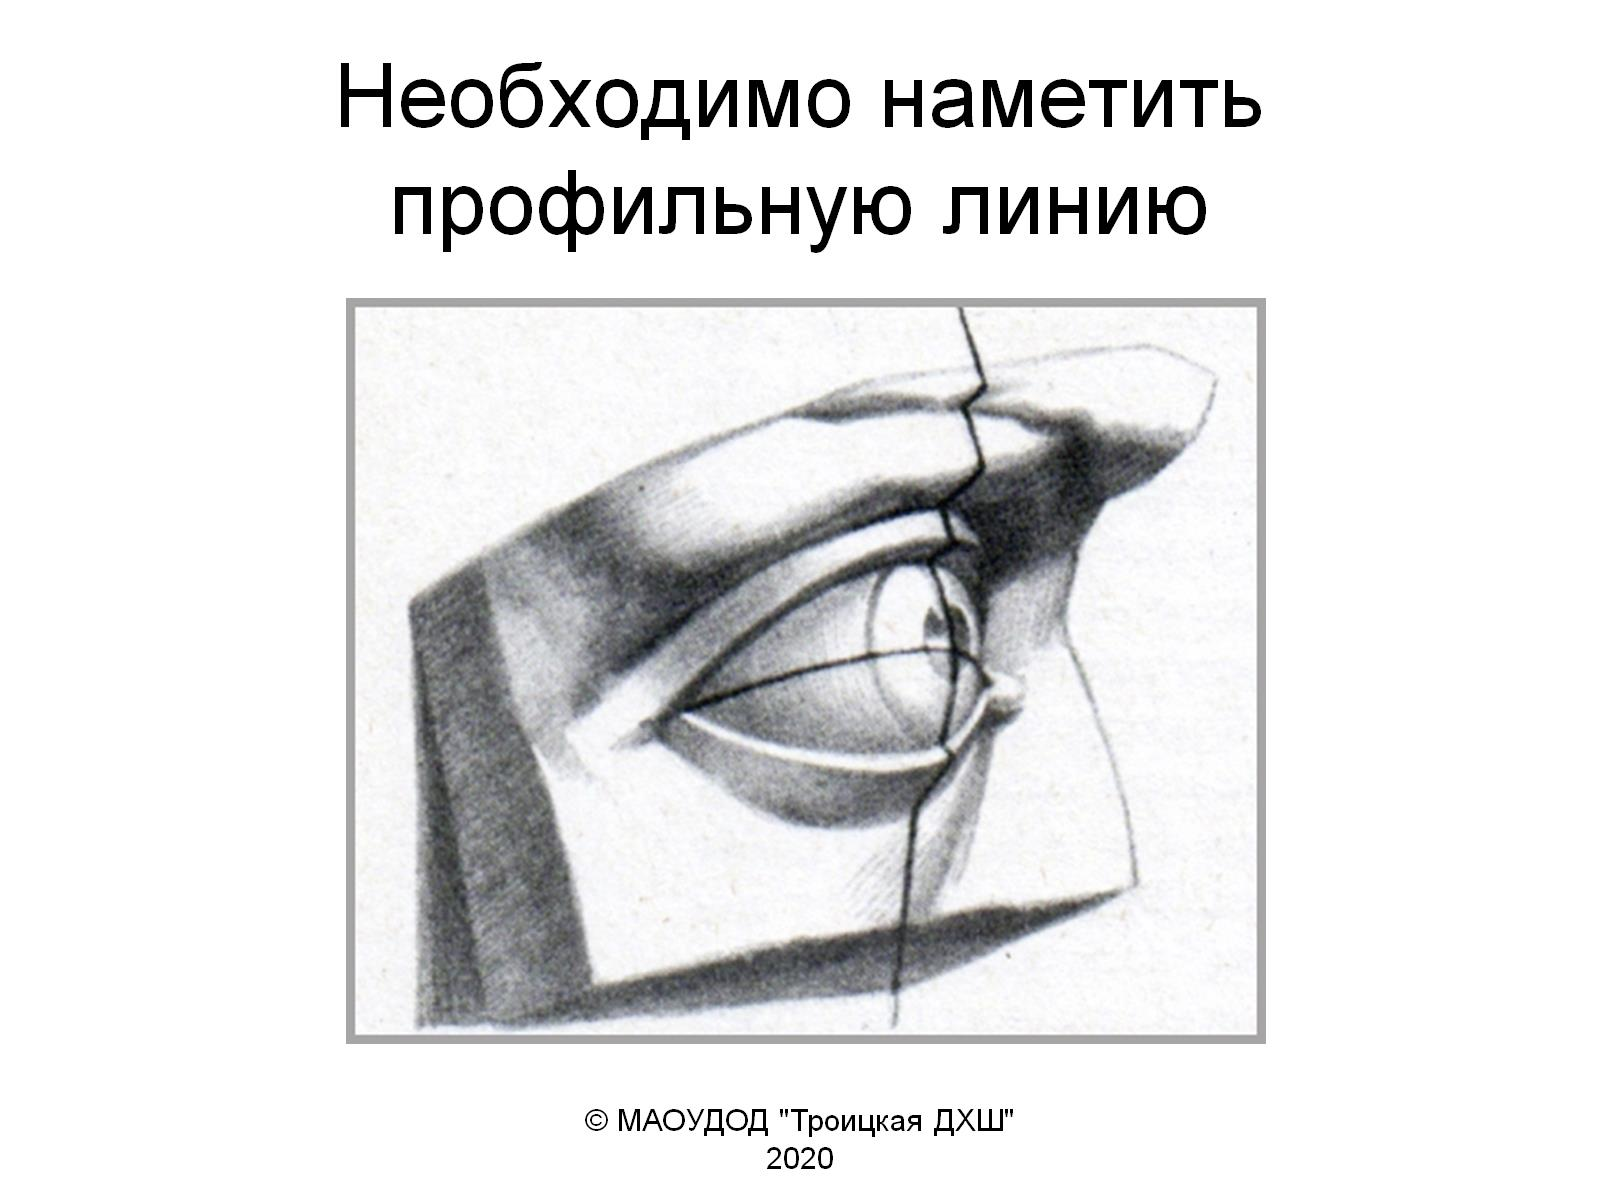 Необходимо наметить
профильную линию
© МАОУДОД "Троицкая ДХШ"
2020